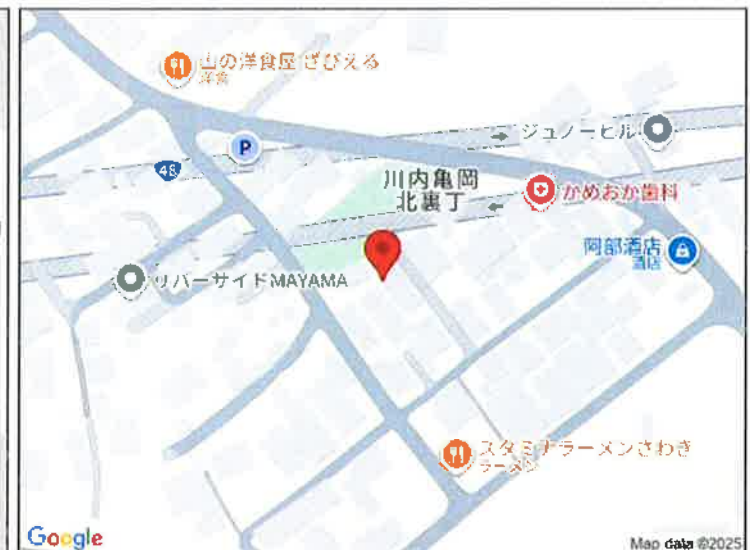 山の洋食屋 ざびえる
洋食
P
48
ジュノーヒル
川内亀岡
北裏丁
かめおか歯科
阿部酒店
酒店
リバーサイドMAYAMA
スタミナラーメンさわき
ラーメン
Google
Map data ©2025